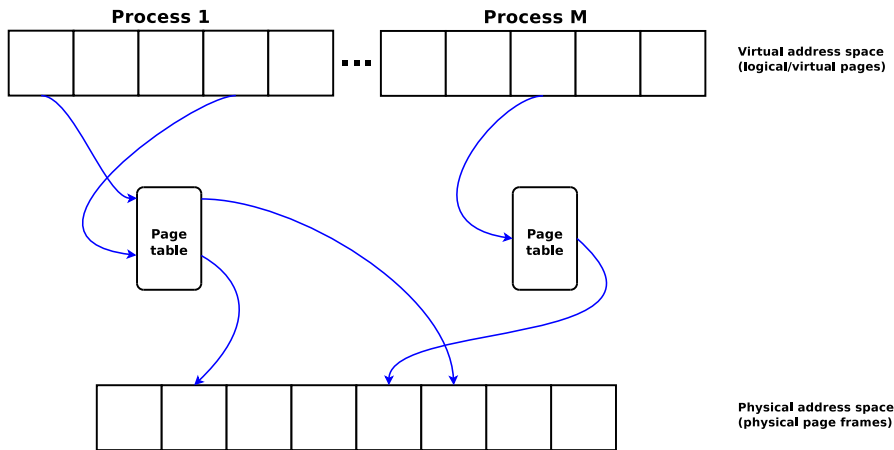 Process 1
Process M
Virtual address space
(logical/virtual pages)
Page
table
Page
table
Physical address space
(physical page frames)